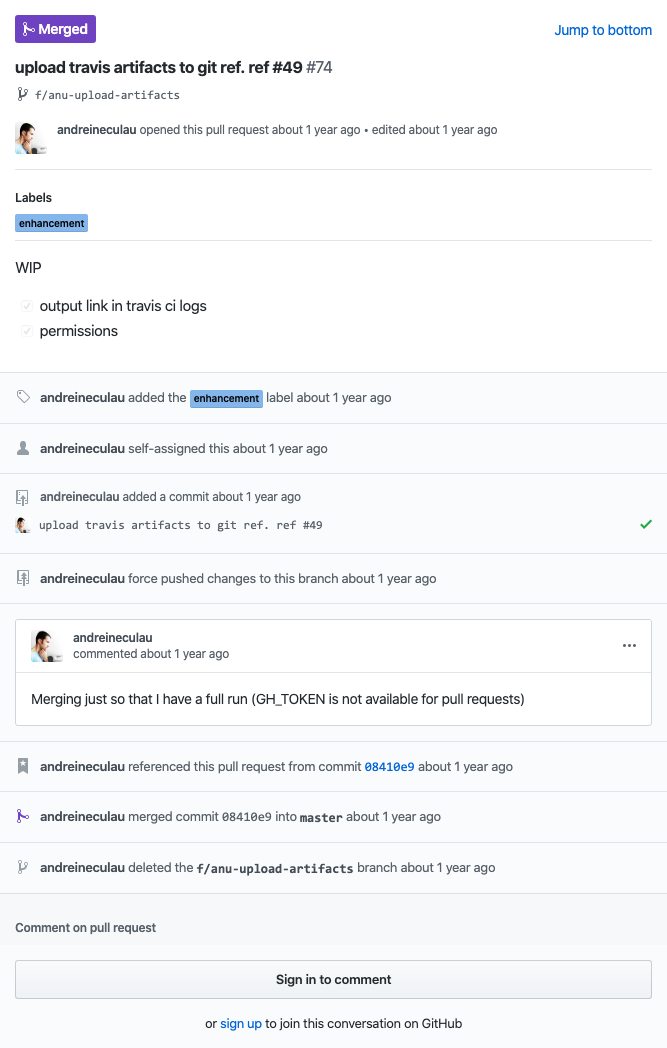 Merged
Jump to bottom
upload travis artifacts to git ref. ref #49 #74
f/anu-upload-artifacts
andreineculau opened this pull request about 1 year ago • edited about 1 year ago
Labels
enhancement
WIP
output link in travis ci logs
permissions
andreineculau added the enhancement label about 1 year ago
andreineculau self-assigned this about 1 year ago
andreineculau added a commit about 1 year ago
upload travis artifacts to git ref. ref #49
andreineculau force pushed changes to this branch about 1 year ago
andreineculau
commented about 1 year ago
Merging just so that I have a full run (GH_TOKEN is not available for pull requests)
andreineculau referenced this pull request from commit 08410e9 about 1 year ago
andreineculau merged commit 08410e9 into master about 1 year ago
andreineculau deleted the f/anu-upload-artifacts branch about 1 year ago
Comment on pull request
Sign in to comment
or sign up to join this conversation on GitHub